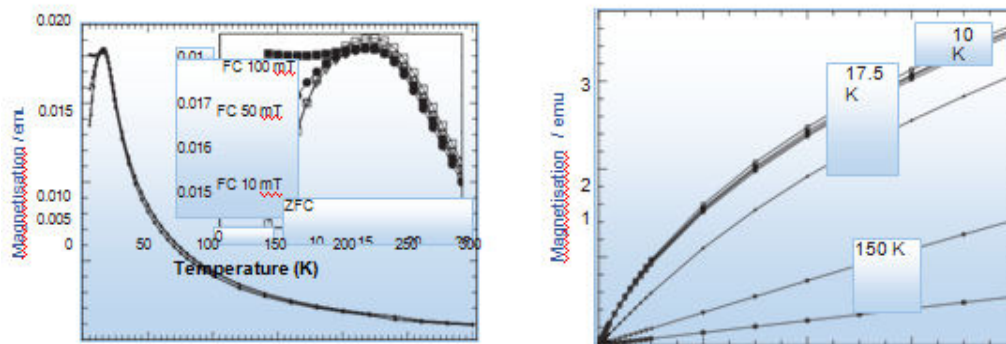 0.020
0.015
0.010
0.005
0
50
100
150
200
250
300
Magnetisation / emu
Temperature (K)
FC 100 mT
0.017
FC 50 mT
0.016
FC 10 mT
0.015
ZFC
10
15
3
2
1
Magnetisation / emu
10
K
17.5
K
150 K